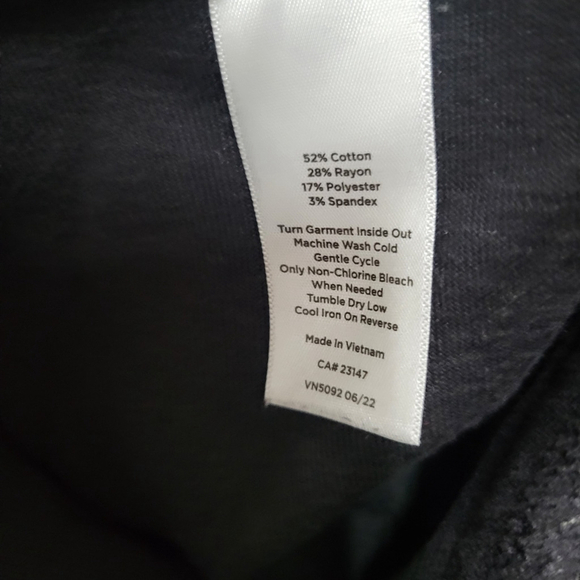 52% Cotton
28% Rayon
17% Polyester
3% Spandex
Turn Garment Inside Out
Machine Wash Cold
Gentle Cycle
Only Non-Chlorine Bleach
When Needed
Tumble Dry Low
Cool Iron On Reverse
Made in Vietnam
CA# 23147
VN5092 06/22